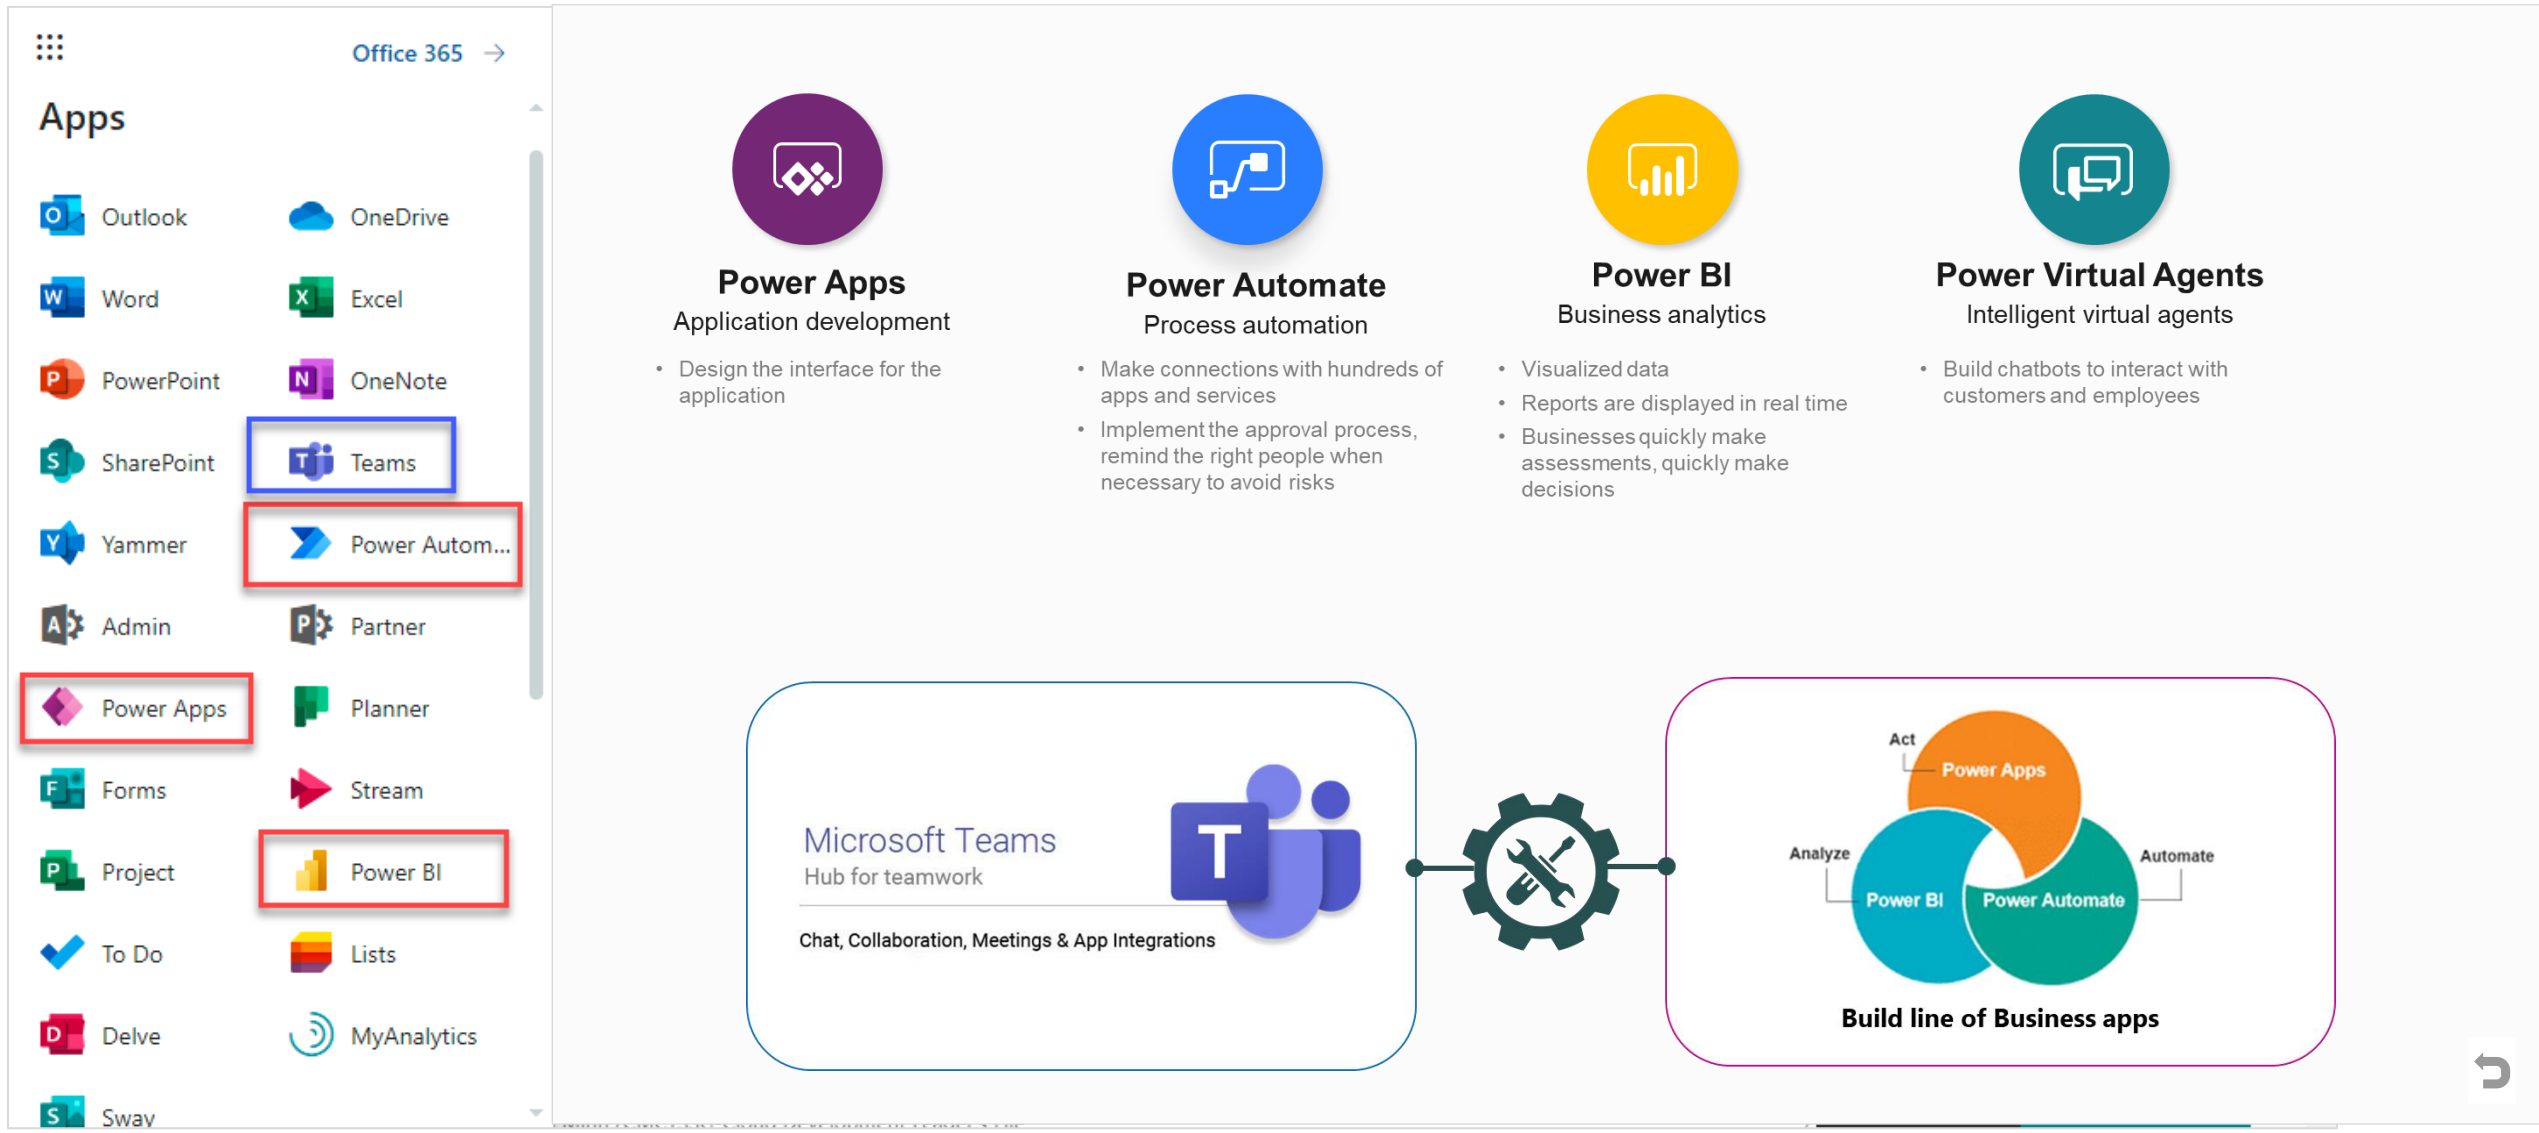 Office 365
Apps
Outlook
OneDrive
Word
Excel
PowerPoint
OneNote
SharePoint
Teams
Yammer
Power Autom...
Admin
Partner
Power Apps
Planner
Forms
Stream
Project
Power BI
To Do
Lists
Delve
MyAnalytics
Sway
Power Apps
Application development
• Design the interface for the
application
Power Automate
Process automation
• Make connections with hundreds of
apps and services
• Implement the approval process,
remind the right people when
necessary to avoid risks
Power BI
Business analytics
• Visualized data
• Reports are displayed in real time
• Businesses quickly make
assessments, quickly make
decisions
Power Virtual Agents
Intelligent virtual agents
• Build chatbots to interact with
customers and employees
Microsoft Teams
Hub for teamwork
Chat, Collaboration, Meetings & App Integrations
T
Act
Power Apps
Analyze
Automate
Power BI
Power Automate
Build line of Business apps